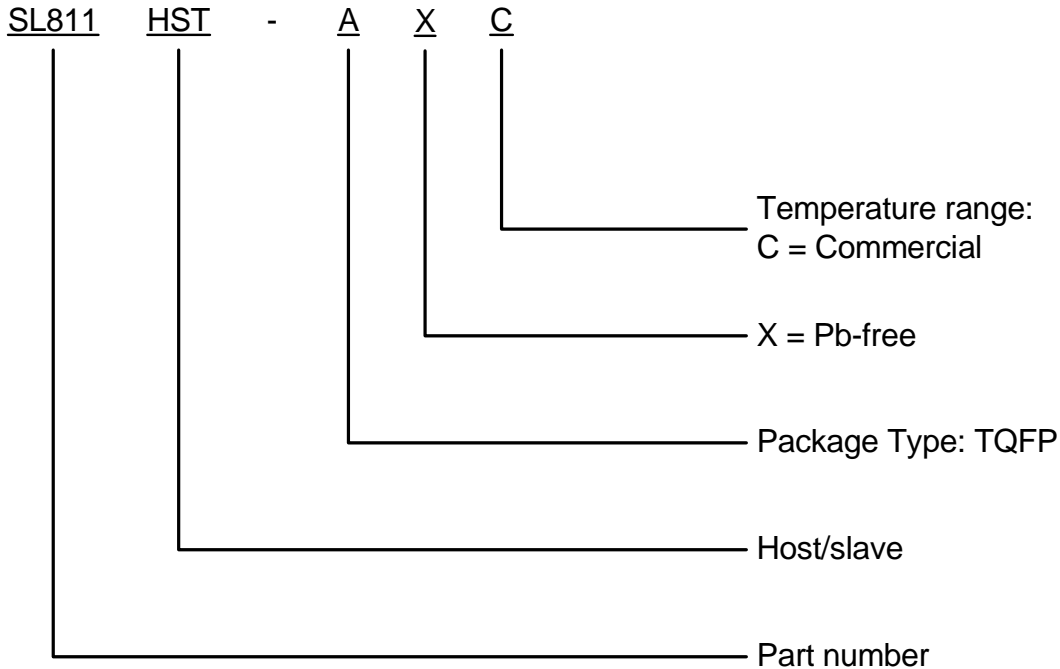 SL811 HST - A X C
Temperature range:
C = Commercial
X = Pb-free
Package Type: TQFP
Host/slave
Part number